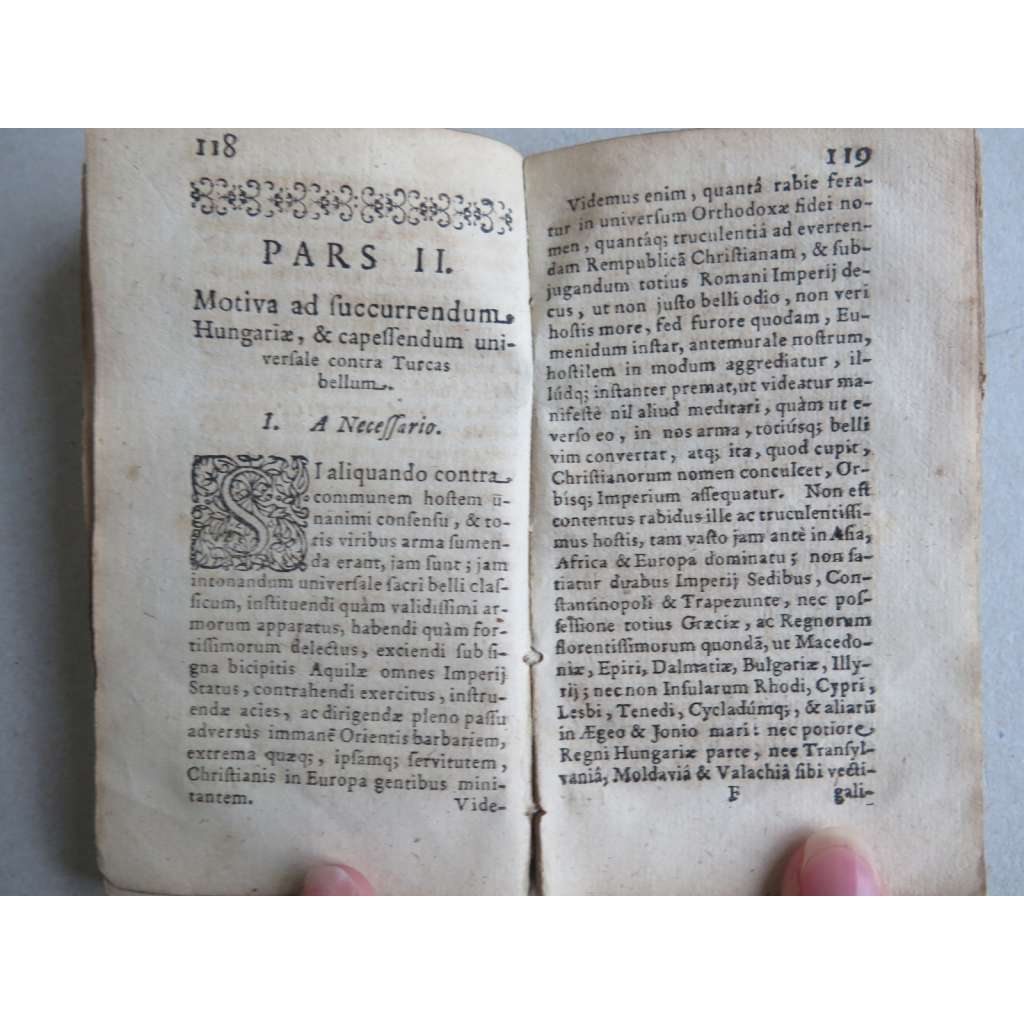 118
PARS II.
Motiva ad ſuccurrendum
Hungariæ, & capeſſendum uni-
verſale contra Turcas
bellum.
I. A Neceſſario.
SI aliquando contra
communem hoſtem ũ-
nanimi conſenſu, & to-
tis viribus arma ſumen-
da erant, jam ſunt; jam
intonandum univerſale ſacri belli claſ-
ſicum, inſtituendi quàm validiſſimi ar-
morum apparatus, habendi quàm for-
tiſſimorum delectus, exciendi ſub ſi-
gna bicipitis Aquilæ omnes Imperij
Status, contrahendi exercitus, inſtru-
endæ acies, ac dirigendæ pleno paſſu
adversùs immanẽ Orientis barbariem,
extrema quæq;, ipſamq; ſervitutem,
Chriſtianis in Europa gentibus mini-
tantem.
Vide-
119
Videmus enim, quantâ rabie fera-
tur in univerſum Orthodoxæ fidei no-
men, quantáq; truculentiâ ad everten-
dam Rempublicã Chriſtianam, & ſub-
jugandum totius Romani Imperij de-
cus, ut non juſto belli odio, non veri
hoſtis more, ſed furore quodam, Eu-
menidum inſtar, antemurale noſtrum,
hoſtilem in modum aggrediatur, il-
lúdq; inſtanter premat, ut videatur ma-
nifeſtè nil aliud meditari, quàm ut e-
verſo eo, in nos arma, totiúsq; belli
vim convertat, atq; ita, quod cupit,
Chriſtianorum nomen conculcet, Or-
bisq; Imperium aſſequatur. Non eſt
contentus rabidus ille ac truculentiſſi-
mus hoſtis, tam vaſto jam antè in Aſia,
Africa & Europa dominatu; non ſa-
tiatur duabus Imperij Sedibus, Con-
ſtantinopoli & Trapezunte, nec poſ-
ſeſſione totius Græciæ, ac Regnorum
florentiſſimorum quondã, ut Macedo-
niæ, Epiri, Dalmatiæ, Bulgariæ, Illy-
rij; nec non Inſularum Rhodi, Cypri,
Lesbi, Tenedi, Cycladúmq;, & aliarũ
in Ægeo & Jonio mari: nec potiore
Regni Hungariæ parte, nec Tranſyl-
vaniâ, Moldaviâ & Valachiâ ſibi vecti-
F gali-